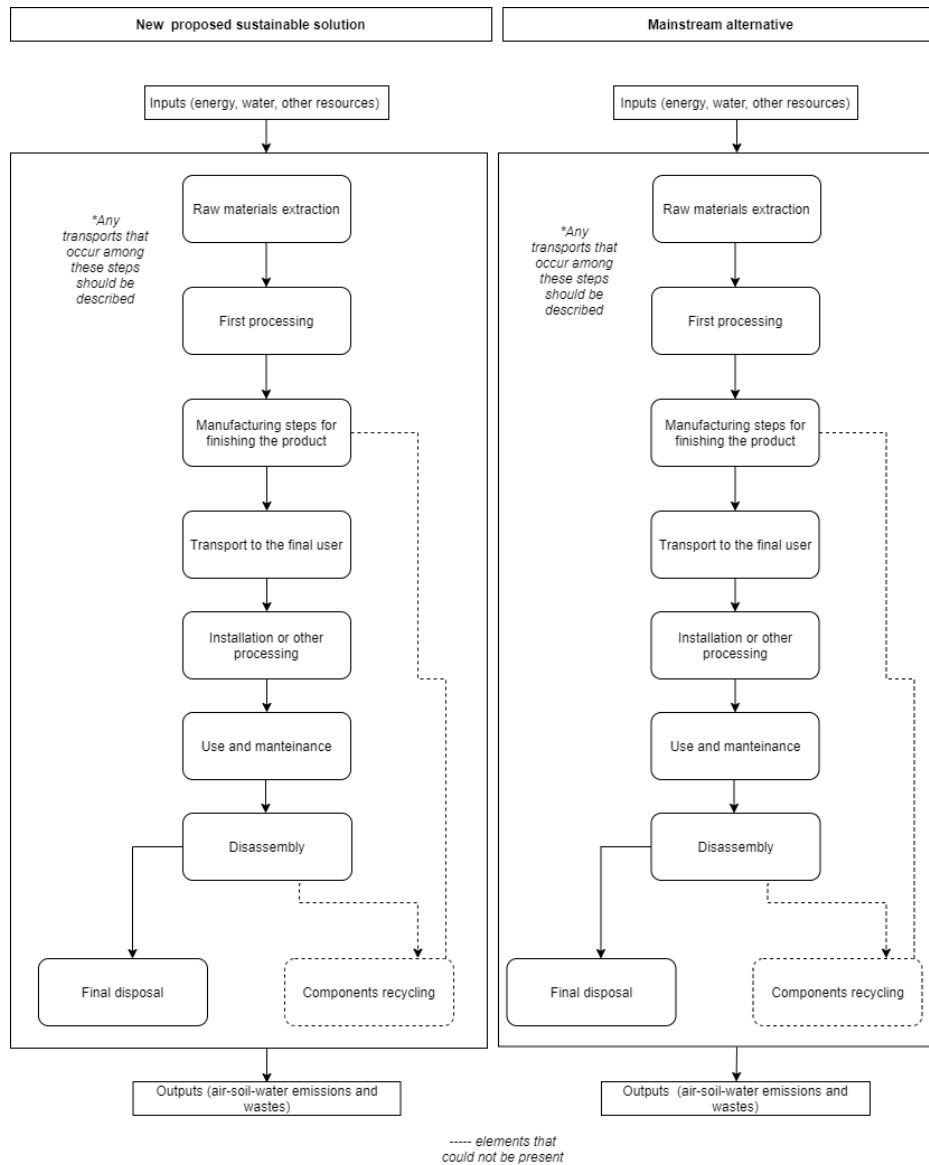 New proposed sustainable solution
Inputs (energy, water, other resources)
*Any
transports that
occur among
these steps
should be
described
Raw materials extraction
First processing
Manufacturing steps for
finishing the product
Transport to the final user
Installation or other
processing
Use and manteinance
Disassembly
Final disposal
Components recycling
Outputs (air-soil-water emissions and
wastes)
Mainstream alternative
Inputs (energy, water, other resources)
*Any
transports that
occur among
these steps
should be
described
Raw materials extraction
First processing
Manufacturing steps for
finishing the product
Transport to the final user
Installation or other
processing
Use and manteinance
Disassembly
Final disposal
Components recycling
Outputs (air-soil-water emissions and
wastes)
----- elements that
could not be present